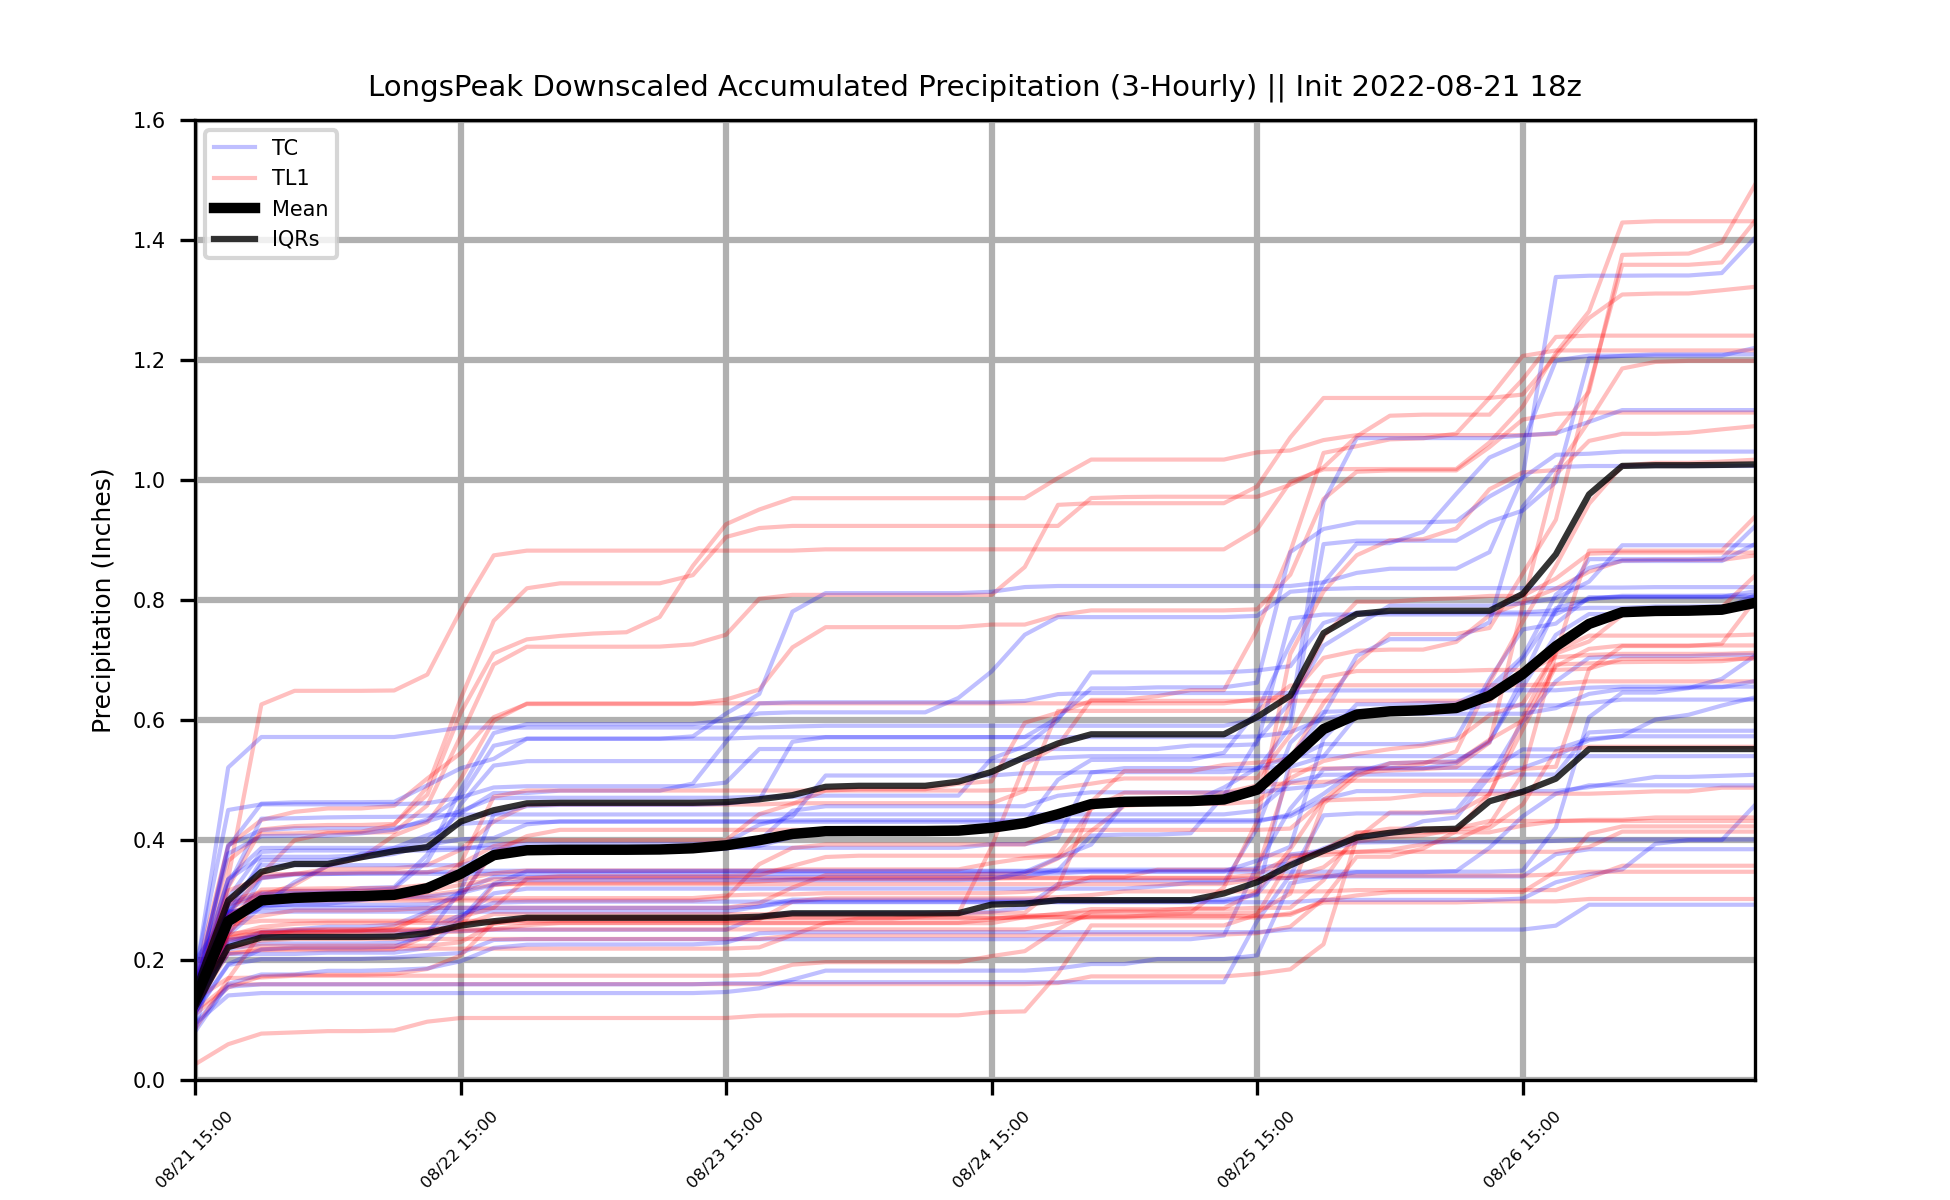 LongsPeak Downscaled Accumulated Precipitation (3-Hourly) || Init 2022-08-21 18z
TC
TL1
Mean
IQRs
Precipitation (Inches)
1.6
1.4
1.2
1.0
0.8
0.6
0.4
0.2
0.0
08/21 15:00
08/22 15:00
08/23 15:00
08/24 15:00
08/25 15:00
08/26 15:00